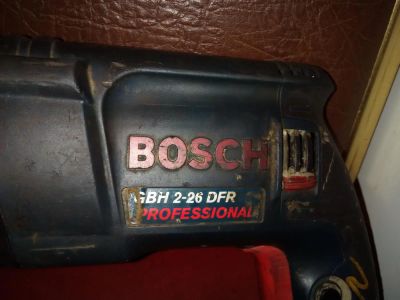 BOSCH
GBH 2-26 DFR
PROFESSIONAL